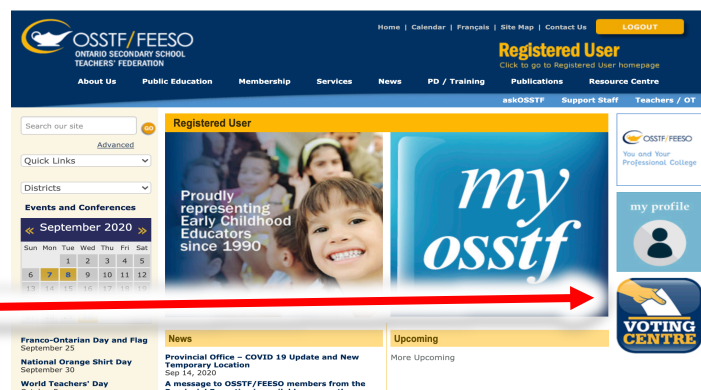 Home | Calendar | Français | Site Map | Contact Us LOGOUT
OSSTF/FEESO
ONTARIO SECONDARY SCHOOL
TEACHERS' FEDERATION
Registered User
Click to go to Registered User homepage
About Us Public Education Membership Services News PD / Training Publications Resource Centre
askOSSTF Support Staff Teachers / OT
Search our site GO
Advanced
Quick Links
Districts
Events and Conferences
« September 2020 »
Sun Mon Tue Wed Thu Fri Sat
1 2 3 4 5
6 7 8 9 10 11 12
13 14 15 16 17 18 19
Franco-Ontarian Day and Flag
September 25
National Orange Shirt Day
September 30
World Teachers' Day
Registered User
Proudly
representing
Early Childhood
Educators
since 1990
my
osstf
News
Provincial Office – COVID 19 Update and New
Temporary Location
Sep 14, 2020
A message to OSSTF/FEESO members from the
Upcoming
More Upcoming
OSSTF/FEESO
You and Your
Professional College
my profile
VOTING
CENTRE